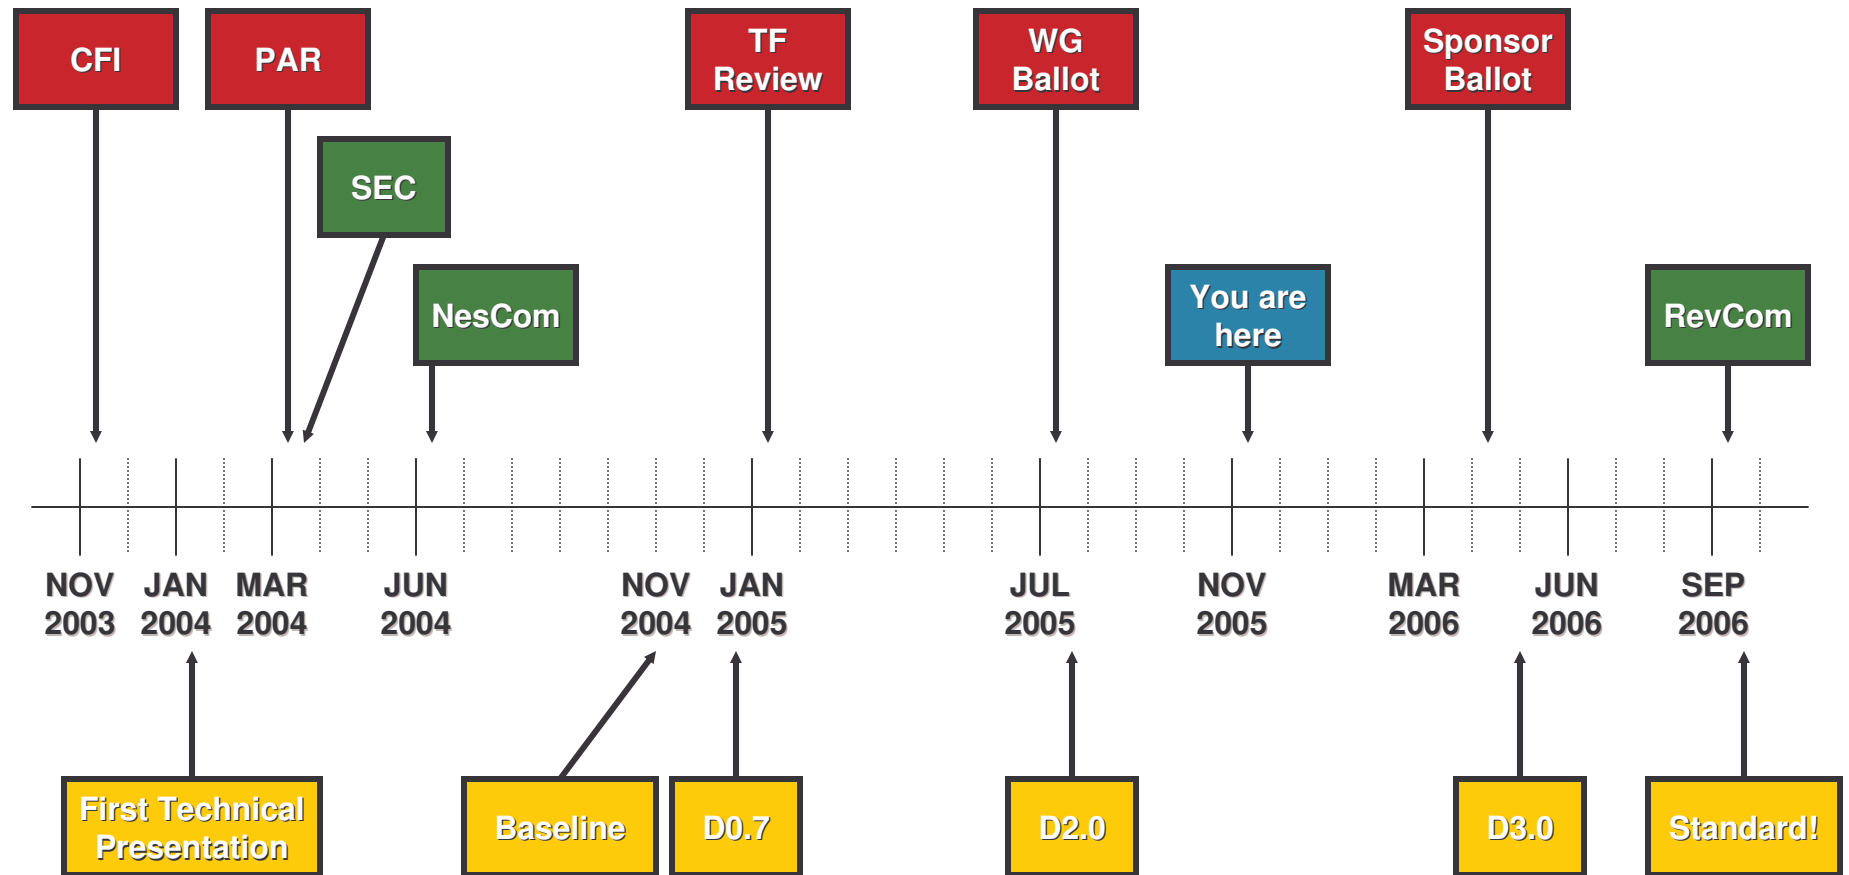 CFI
PAR
TF
Review
WG
Ballot
Sponsor
Ballot
SEC
NesCom
You are
here
RevCom
NOV
2003
JAN
2004
MAR
2004
JUN
2004
NOV
2004
JAN
2005
JUL
2005
NOV
2005
MAR
2006
JUN
2006
SEP
2006
First Technical
Presentation
Baseline
D0.7
D2.0
D3.0
Standard!